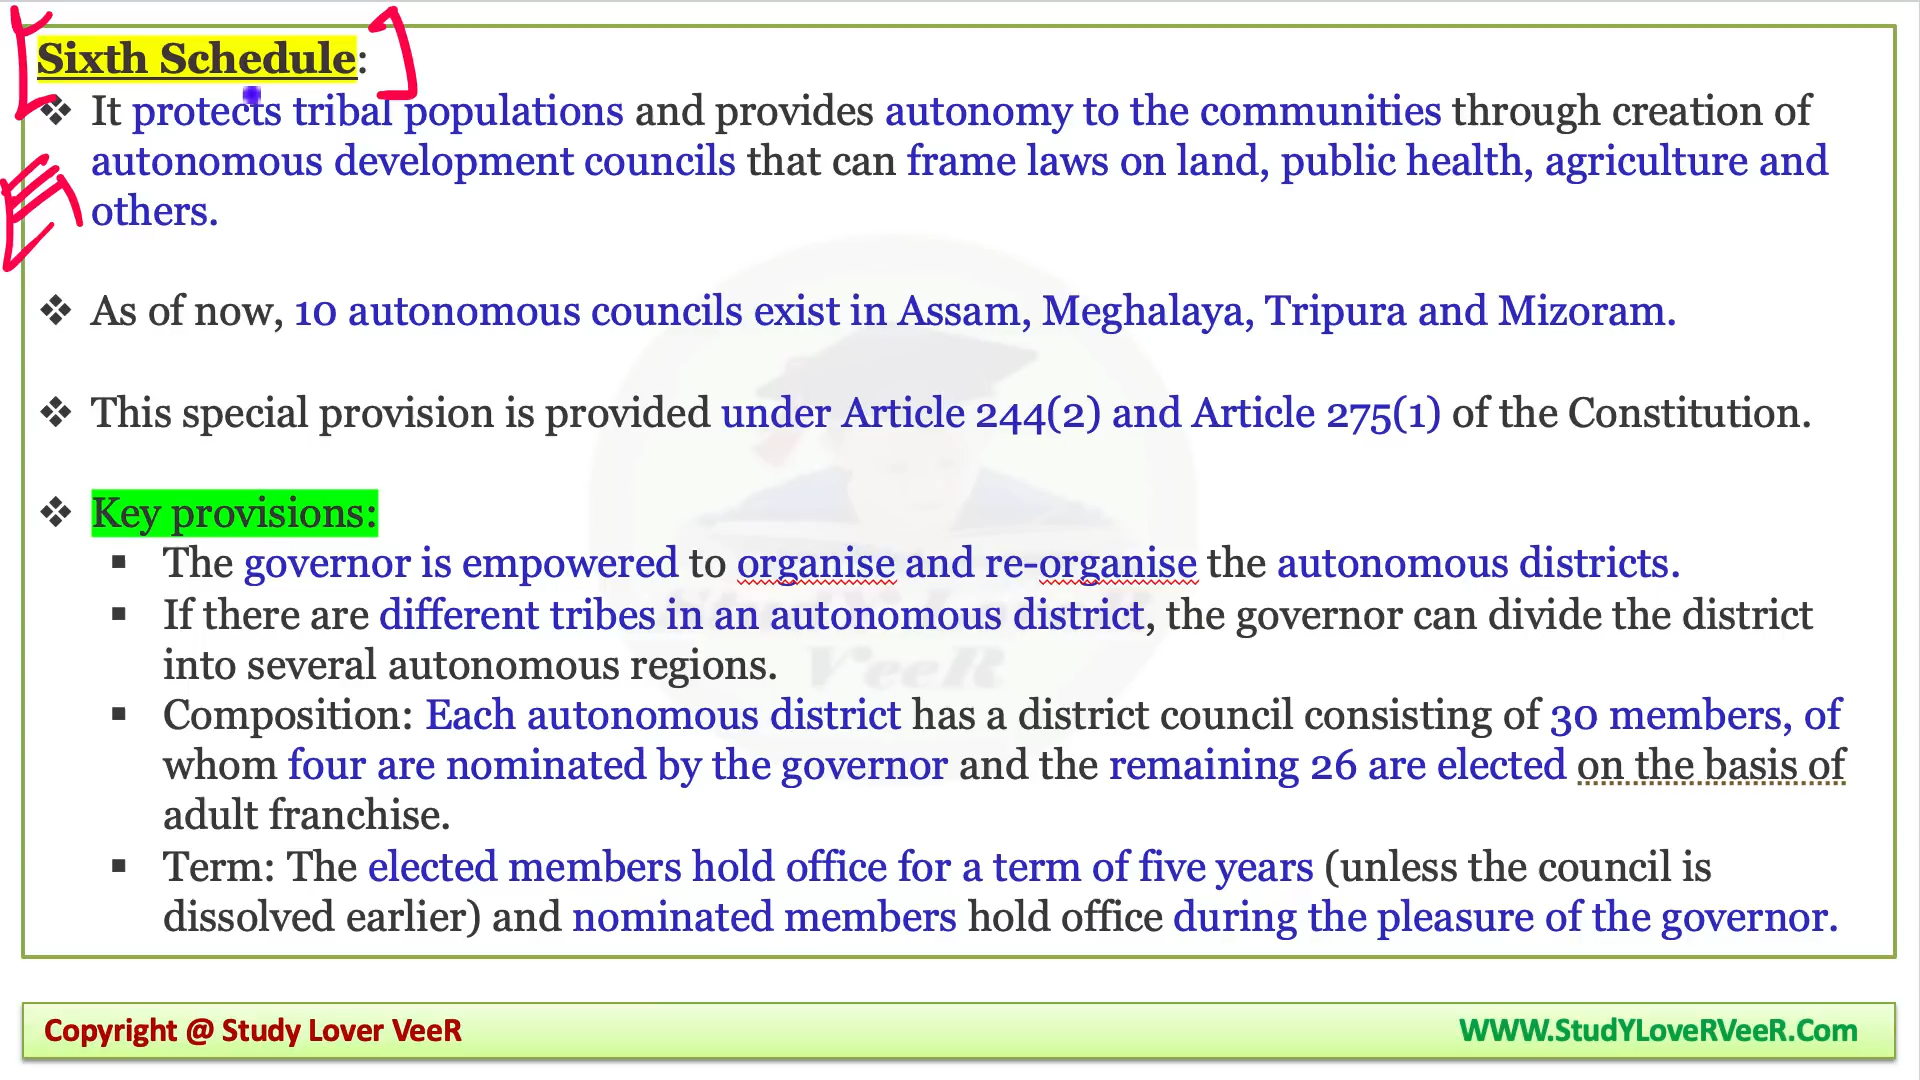 Sixth Schedule:
❖ It protects tribal populations and provides autonomy to the communities through creation of
autonomous development councils that can frame laws on land, public health, agriculture and
others.
❖ As of now, 10 autonomous councils exist in Assam, Meghalaya, Tripura and Mizoram.
❖ This special provision is provided under Article 244(2) and Article 275(1) of the Constitution.
❖ Key provisions:
▪ The governor is empowered to organise and re-organise the autonomous districts.
▪ If there are different tribes in an autonomous district, the governor can divide the district
into several autonomous regions.
VeeR
▪ Composition: Each autonomous district has a district council consisting of 30 members, of
whom four are nominated by the governor and the remaining 26 are elected on the basis of
adult franchise.
▪ Term: The elected members hold office for a term of five years (unless the council is
dissolved earlier) and nominated members hold office during the pleasure of the governor.
Copyright @ Study Lover VeeR
WWW.StudYLoveRVeeR.Com